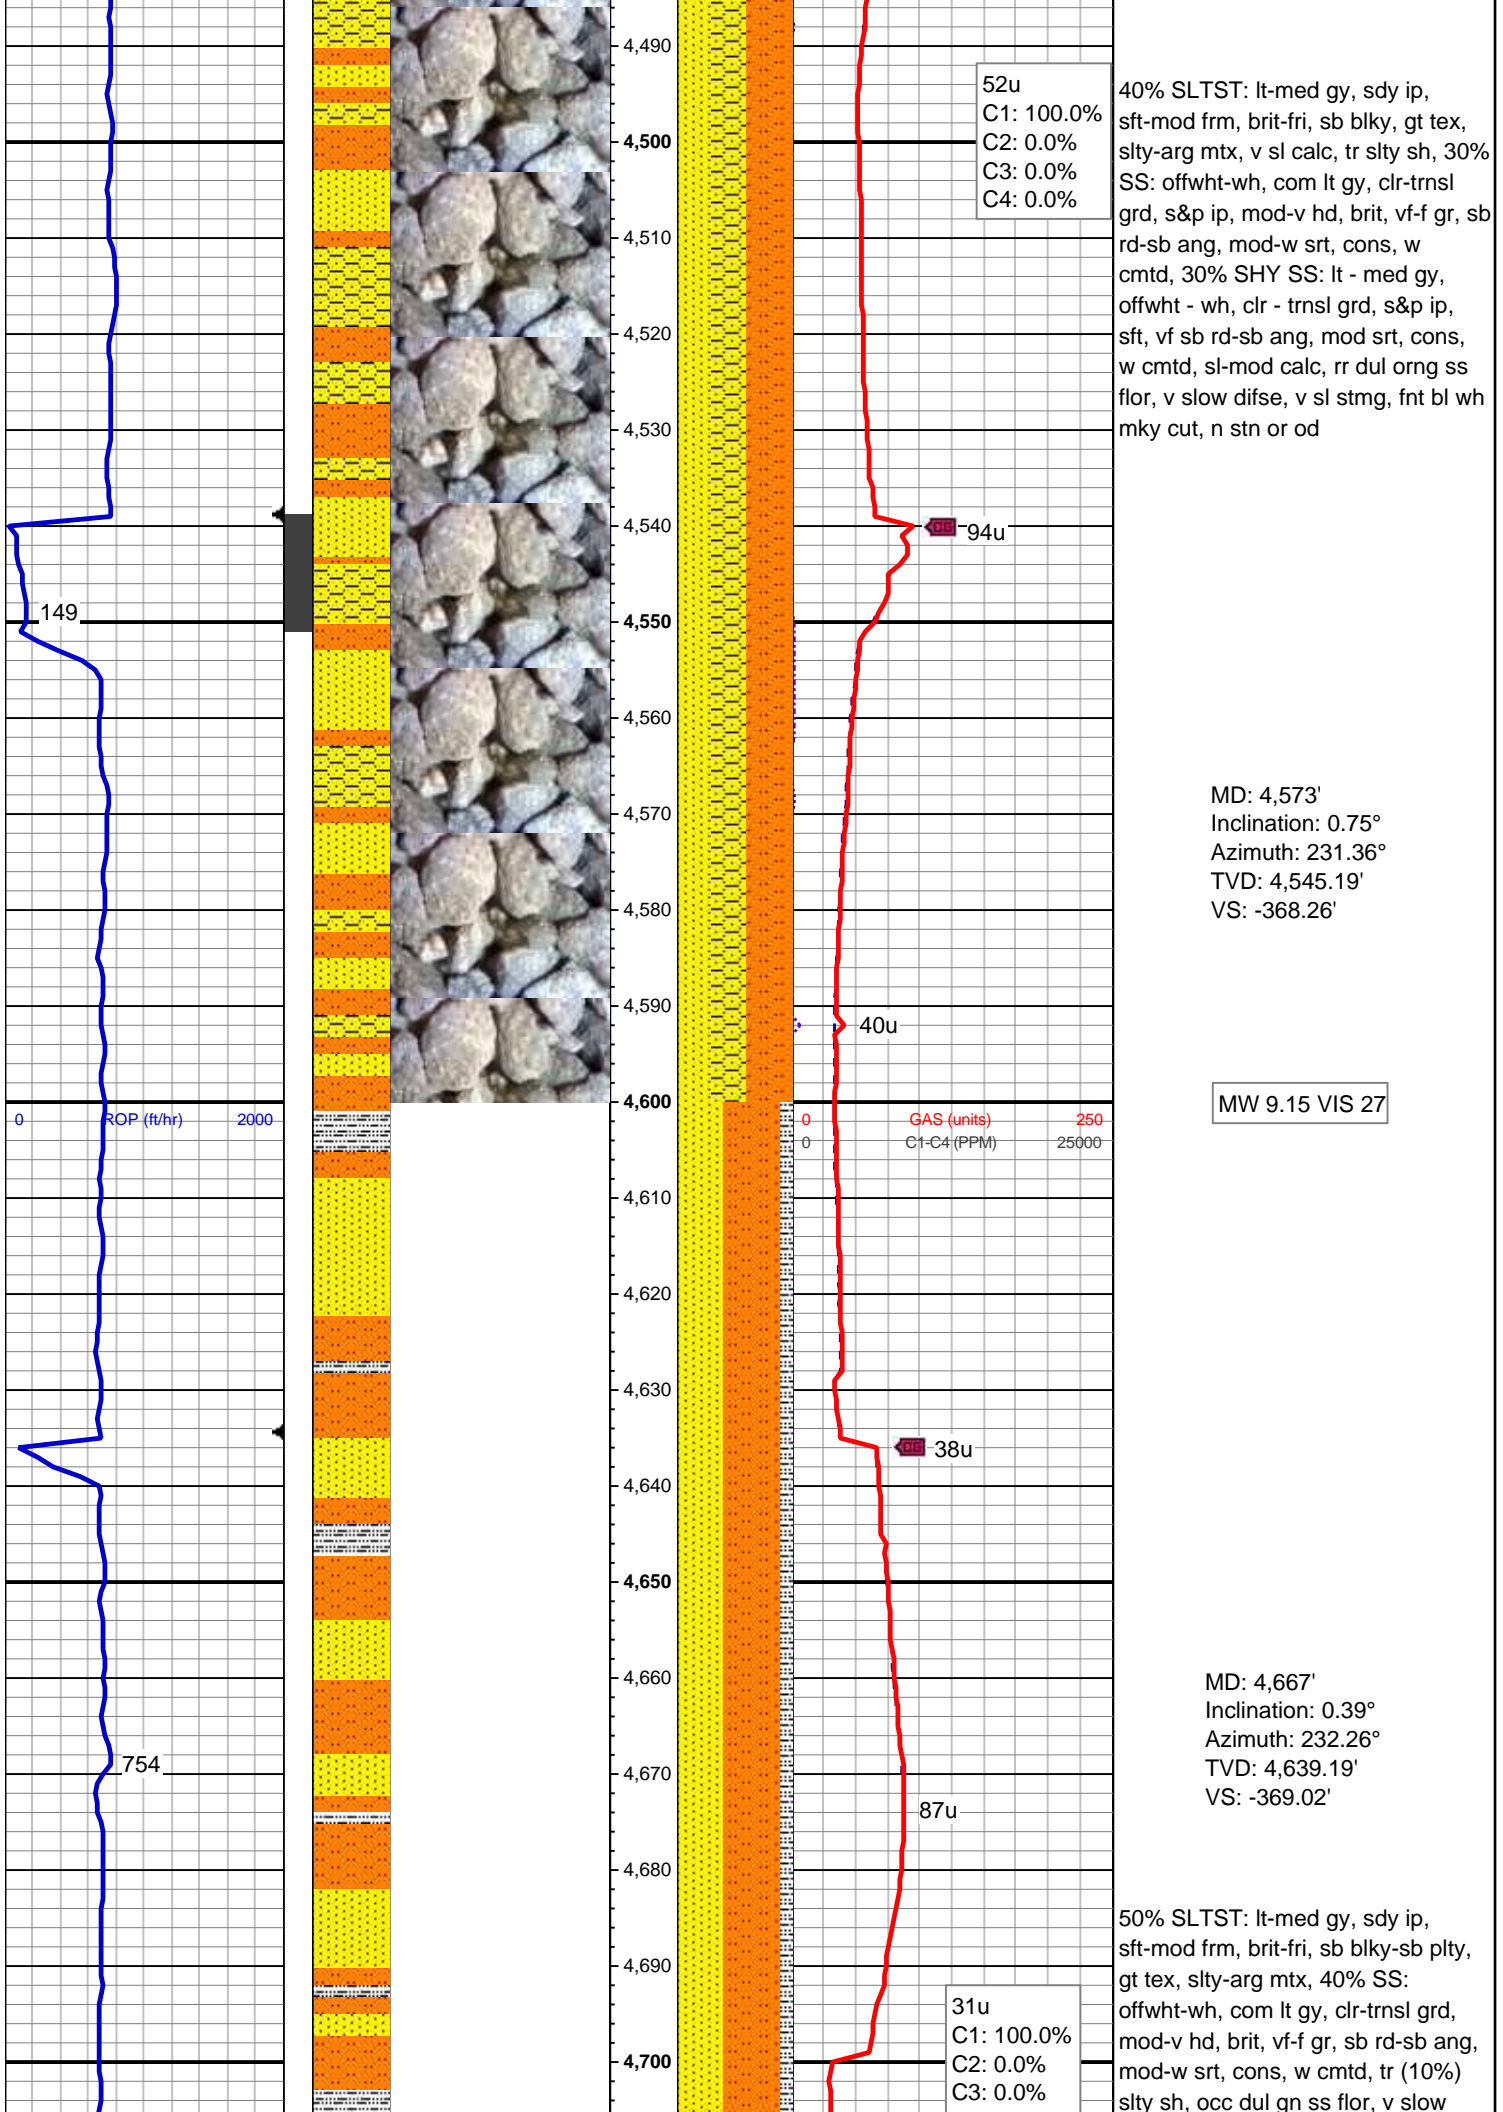 4,490
52u
C1: 100.0%
C2: 0.0%
C3: 0.0%
C4: 0.0%
40% SLTST: lt-med gy, sdy ip,
sft-mod frm, brit-fri, sb blky, gt tex,
slty-arg mtx, v sl calc, tr slty sh, 30%
SS: offwht-wh, com lt gy, clr-trnsl
grd, s&p ip, mod-v hd, brit, vf-f gr, sb
rd-sb ang, mod-w srt, cons, w
cmtd, 30% SHY SS: lt - med gy,
offwht - wh, clr - trnsl grd, s&p ip,
sft, vf sb rd-sb ang, mod srt, cons,
w cmtd, sl-mod calc, rr dul orng ss
flor, v slow difse, v sl stmg, fnt bl wh
mky cut, n stn or od
4,500
4,510
4,520
4,530
4,540
CG
94u
149
4,550
4,560
4,570
MD: 4,573'
Inclination: 0.75°
Azimuth: 231.36°
TVD: 4,545.19'
VS: -368.26'
4,580
4,590
40u
4,600
MW 9.15 VIS 27
0 ROP (ft/hr) 2000
0 GAS (units) 250
0 C1-C4 (PPM) 25000
4,610
4,620
4,630
CG
38u
4,640
4,650
4,660
MD: 4,667'
Inclination: 0.39°
Azimuth: 232.26°
TVD: 4,639.19'
VS: -369.02'
754
4,670
87u
4,680
4,690
50% SLTST: lt-med gy, sdy ip,
sft-mod frm, brit-fri, sb blky-sb plty,
gt tex, slty-arg mtx, 40% SS:
offwht-wh, com lt gy, clr-trnsl grd,
mod-v hd, brit, vf-f gr, sb rd-sb ang,
mod-w srt, cons, w cmtd, tr (10%)
slty sh, occ dul gn ss flor, v slow
31u
C1: 100.0%
C2: 0.0%
C3: 0.0%
4,700